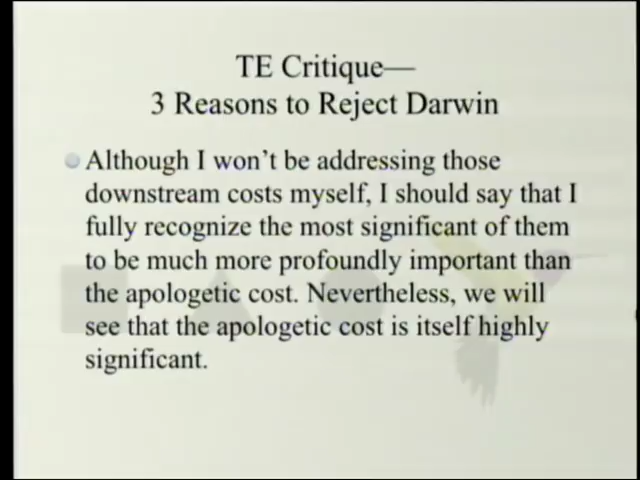 TE Critique—
3 Reasons to Reject Darwin
Although I won't be addressing those
downstream costs myself, I should say that I
fully recognize the most significant of them
to be much more profoundly important than
the apologetic cost. Nevertheless, we will
see that the apologetic cost is itself highly
significant.